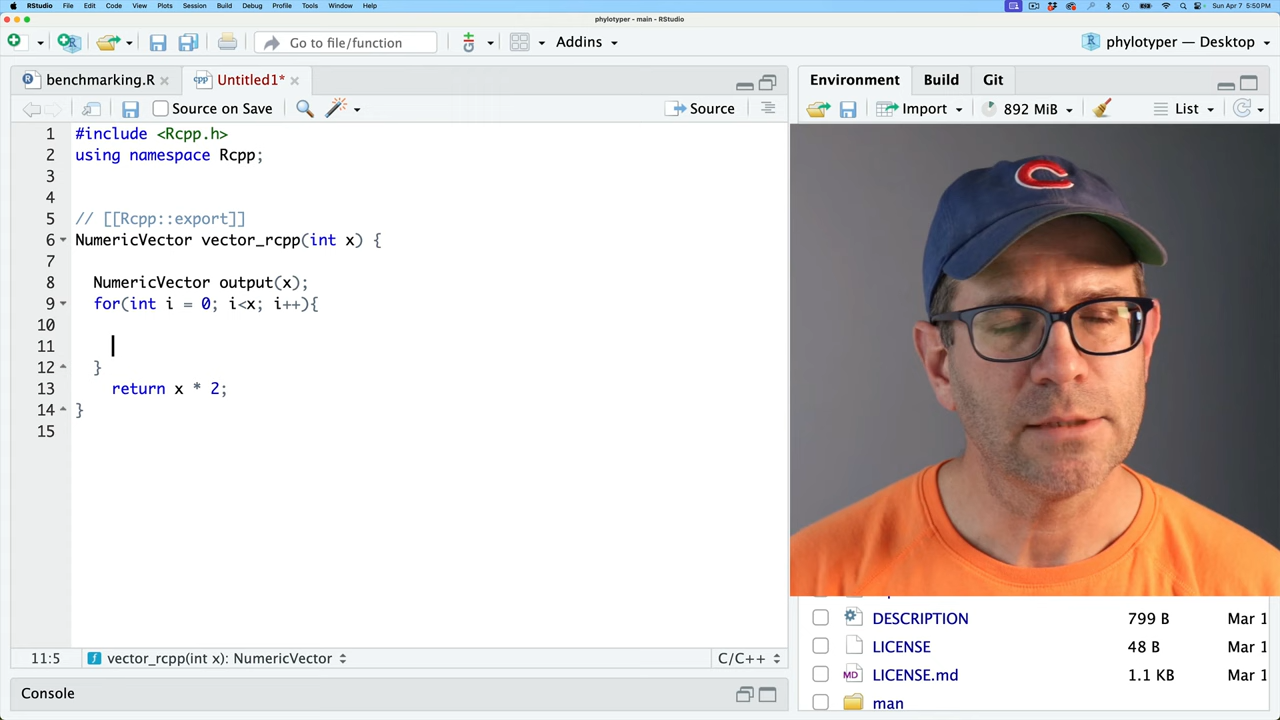 RStudio File Edit Code View Plots Session Build Debug Profile Tools Window Help
Sun Apr 7 5:50 PM
phylotyper - main - RStudio
Go to file/function
Addins
phylotyper — Desktop
benchmarking.R
Untitled1*
Environment Build Git
Source on Save
Source
Import
892 MiB
List
1 #include <Rcpp.h>
2 using namespace Rcpp;
3
4
5 // [[Rcpp::export]]
6 NumericVector vector_rcpp(int x) {
7
8 NumericVector output(x);
9 for(int i = 0; i<x; i++){
10
11
12 }
13 return x * 2;
14 }
15
C
DESCRIPTION 799 B Mar 1
LICENSE 48 B Mar 1
LICENSE.md 1.1 KB Mar 1
man
11:5 vector_rcpp(int x): NumericVector C/C++
Console